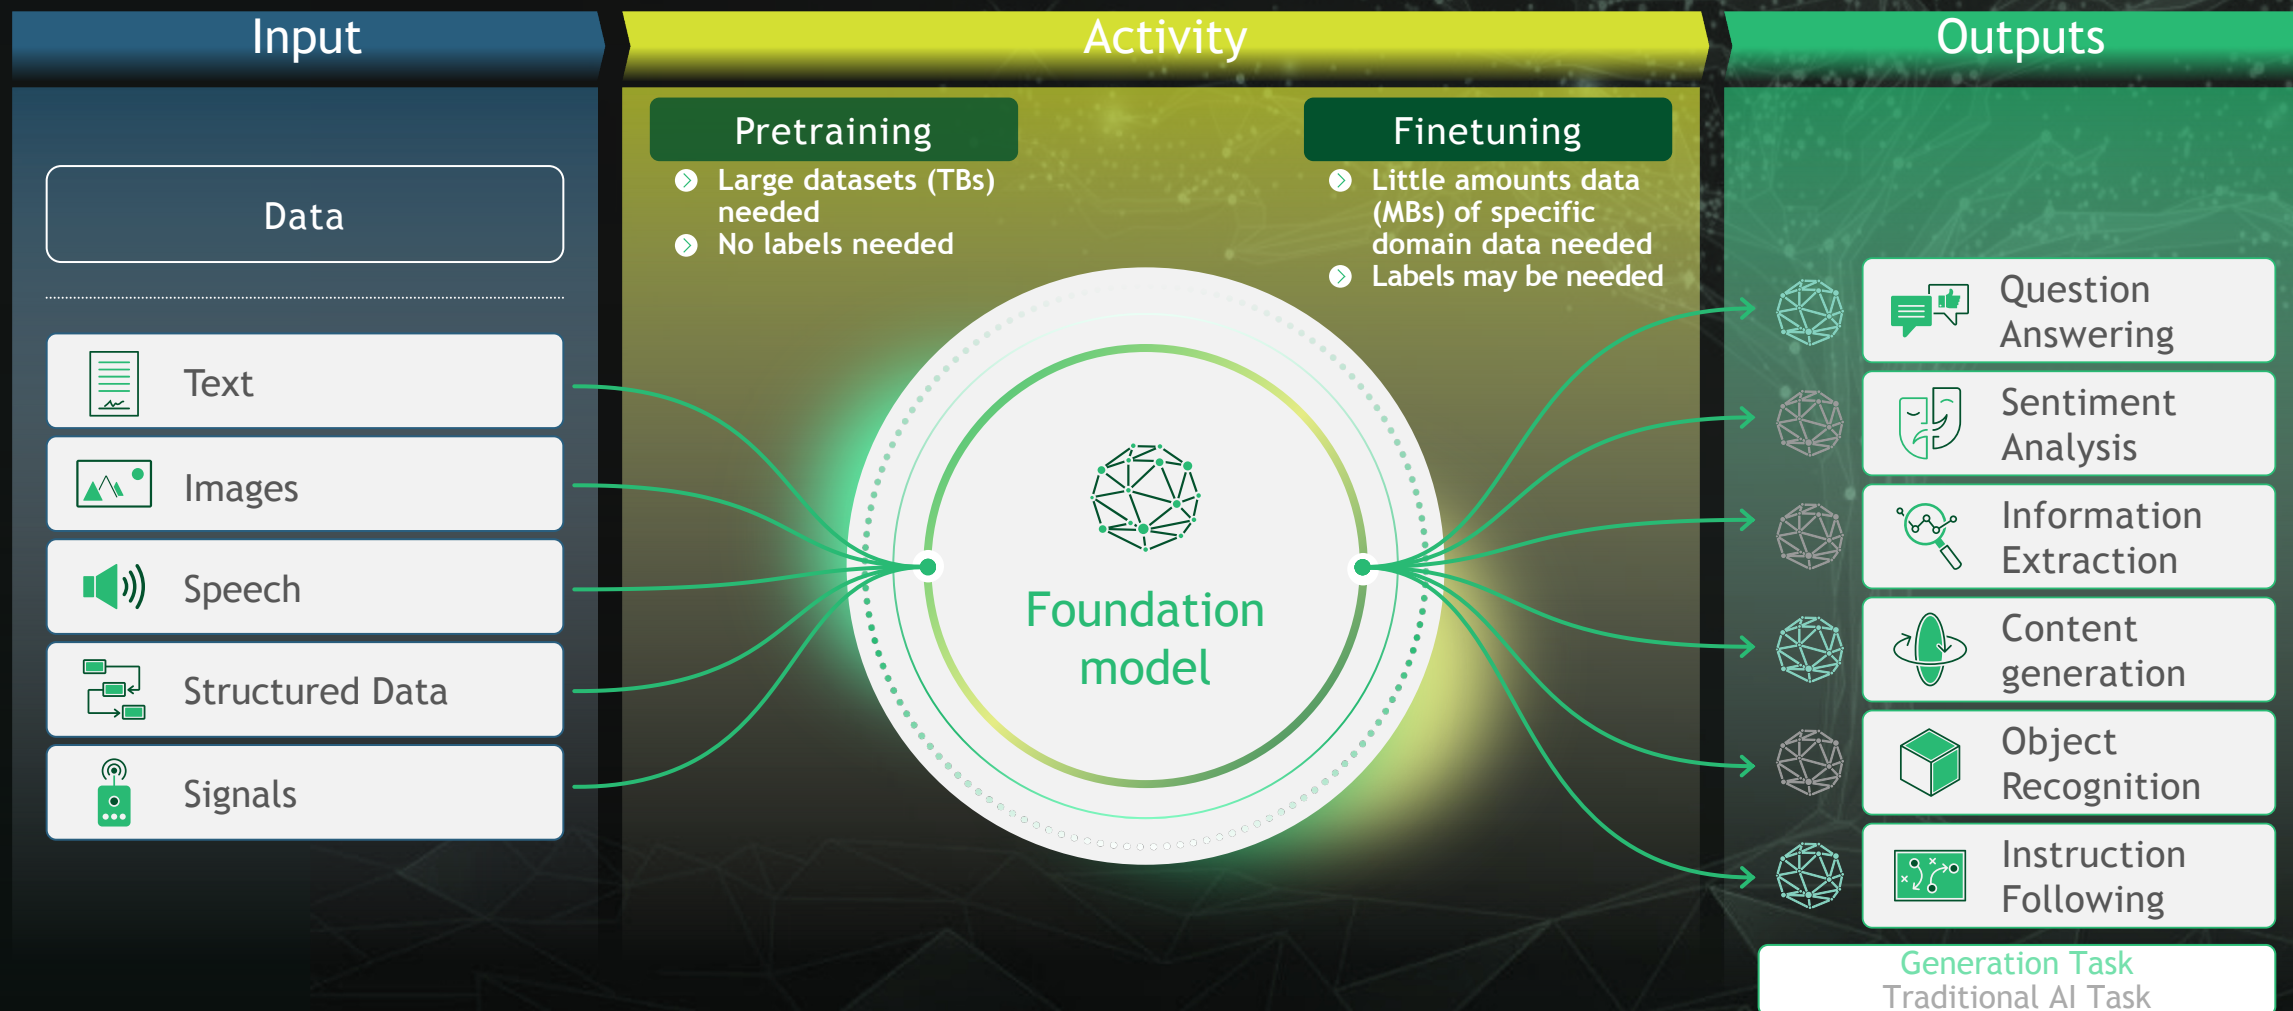 Input
Activity
Outputs
Data
Text
Images
Speech
Structured Data
Signals
Pretraining
Large datasets (TBs)
needed
No labels needed
Finetuning
Little amounts data
(MBs) of specific
domain data needed
Labels may be needed
Foundation
model
Question
Answering
Sentiment
Analysis
Information
Extraction
Content
generation
Object
Recognition
Instruction
Following
Generation Task
Traditional AI Task